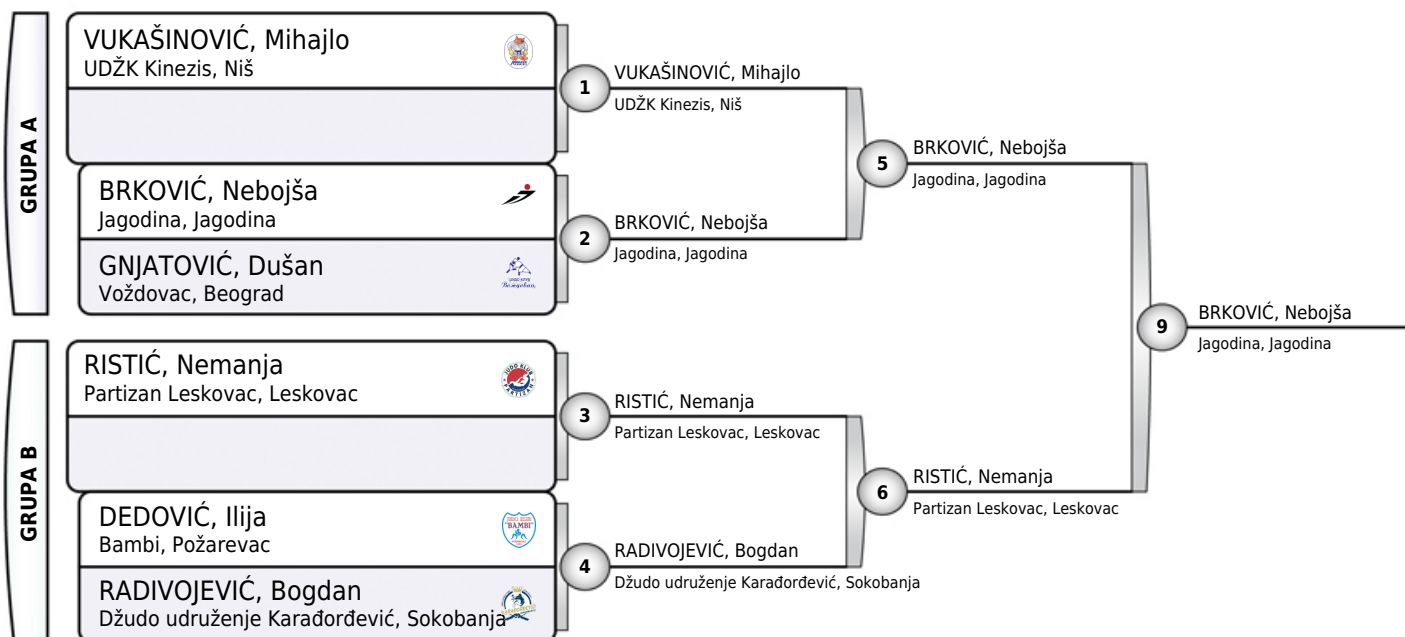 GRUPA A
VUKAŠINOVIĆ, Mihajlo
UDŽK Kinezis, Niš
BRKOVIĆ, Nebojša
Jagodina, Jagodina
GNJATOVIĆ, Dušan
Voždovac, Beograd
GRUPA B
RISTIĆ, Nemanja
Partizan Leskovac, Leskovac
DEDOVIĆ, Ilija
Bambi, Požarevac
JUDO KLUB
"BAMBI"
RADIVOJEVIĆ, Bogdan
Džudo udruženje Karađorđević, Sokobanja
1
VUKAŠINOVIĆ, Mihajlo
UDŽK Kinezis, Niš
2
BRKOVIĆ, Nebojša
Jagodina, Jagodina
3
RISTIĆ, Nemanja
Partizan Leskovac, Leskovac
4
RADIVOJEVIĆ, Bogdan
Džudo udruženje Karađorđević, Sokobanja
5
BRKOVIĆ, Nebojša
Jagodina, Jagodina
6
RISTIĆ, Nemanja
Partizan Leskovac, Leskovac
9
BRKOVIĆ, Nebojša
Jagodina, Jagodina